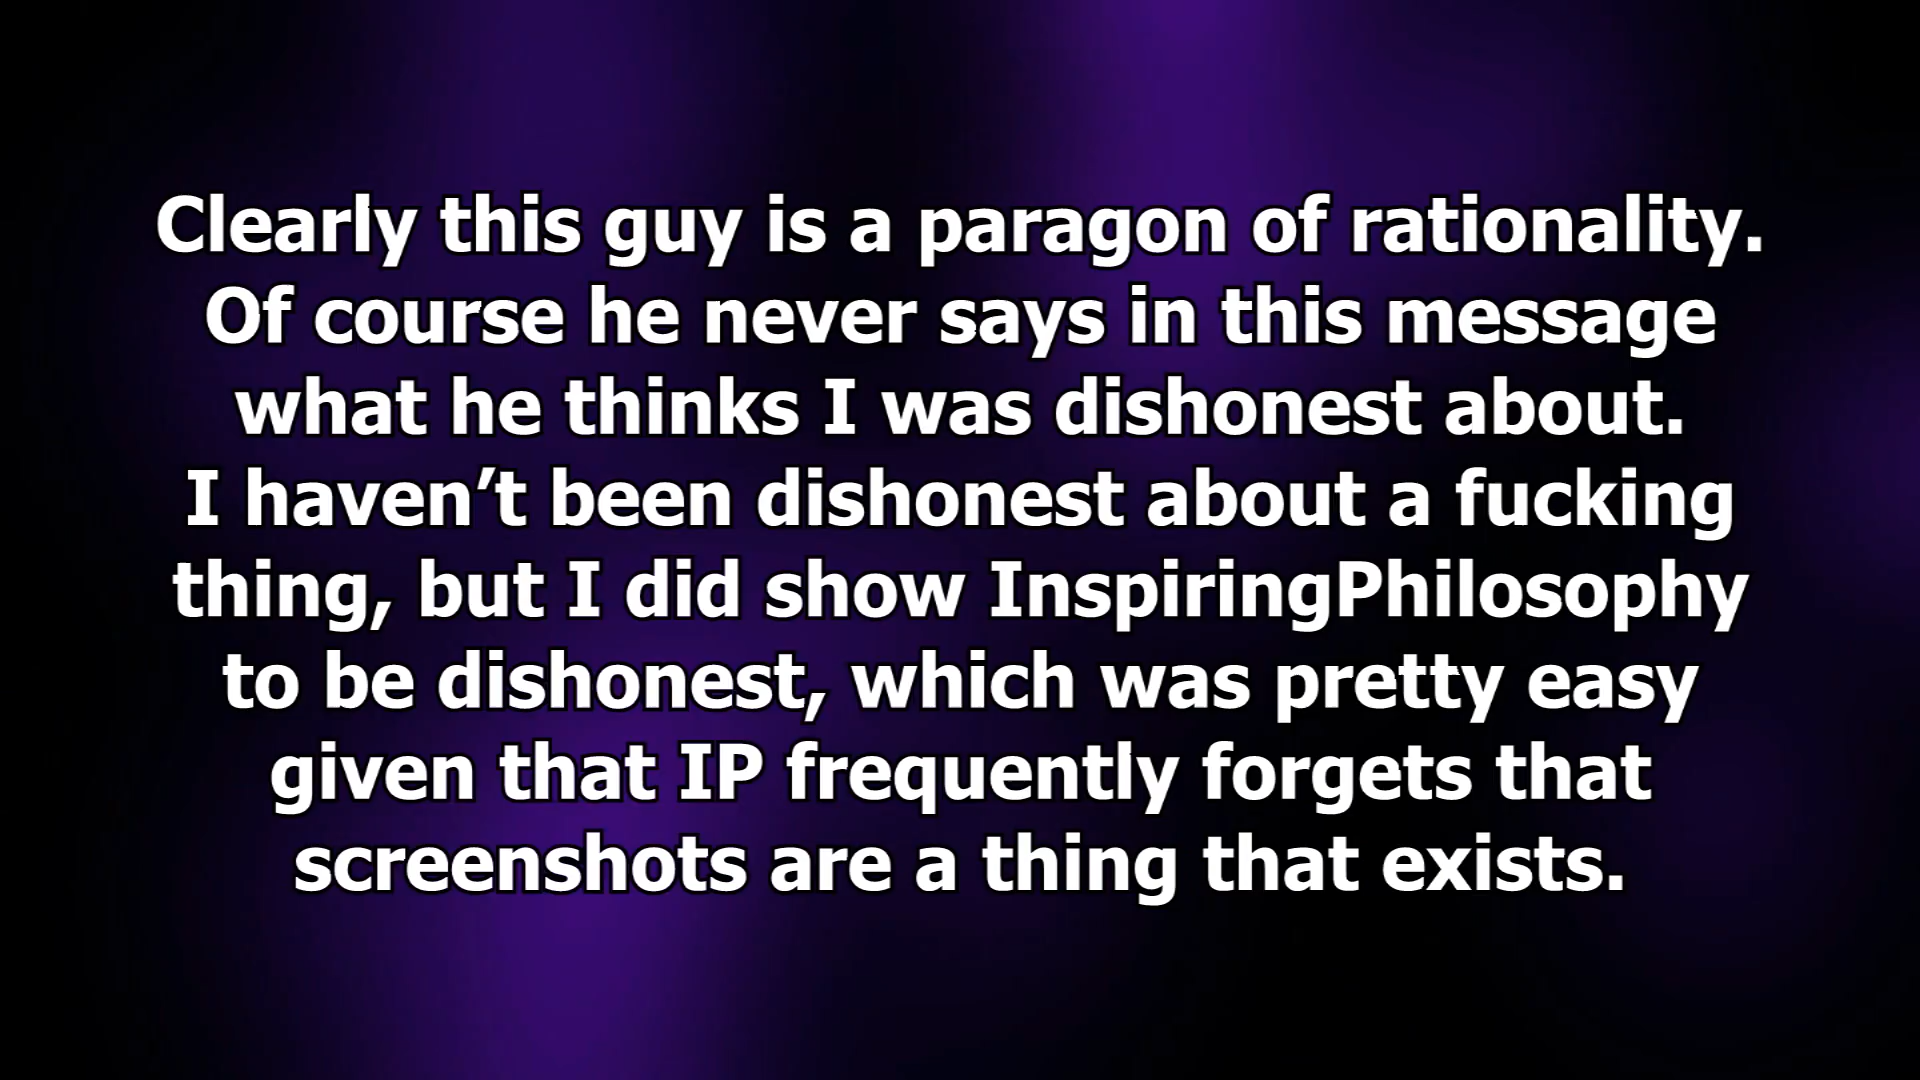 Clearly this guy is a paragon of rationality.
Of course he never says in this message
what he thinks I was dishonest about.
I haven’t been dishonest about a fucking
thing, but I did show InspiringPhilosophy
to be dishonest, which was pretty easy
given that IP frequently forgets that
screenshots are a thing that exists.